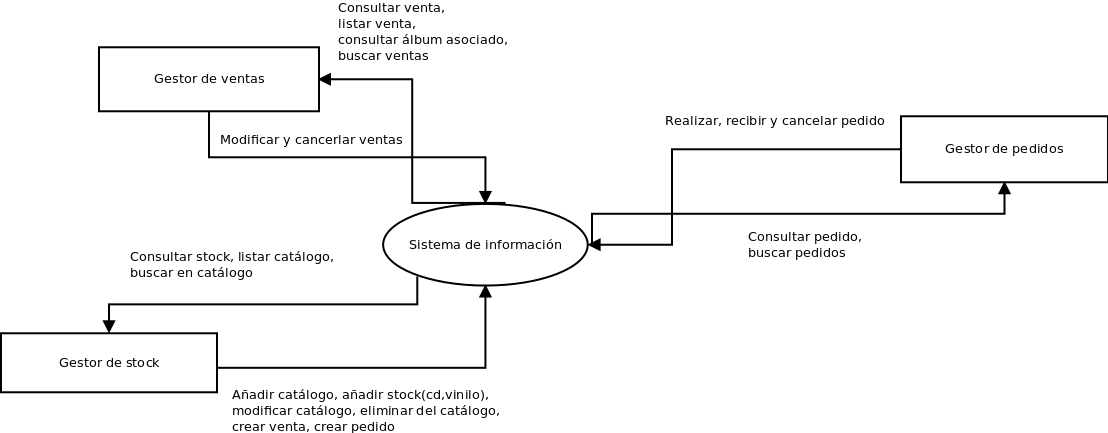 Consultar venta,
listar venta,
consultar álbum asociado,
buscar ventas
Gestor de ventas
Modificar y cancerlar ventas
Realizar, recibir y cancelar pedido
Gestor de pedidos
Sistema de información
Consultar pedido,
buscar pedidos
Consultar stock, listar catálogo,
buscar en catálogo
Gestor de stock
Añadir catálogo, añadir stock(cd,vinilo),
modificar catálogo, eliminar del catálogo,
crear venta, crear pedido